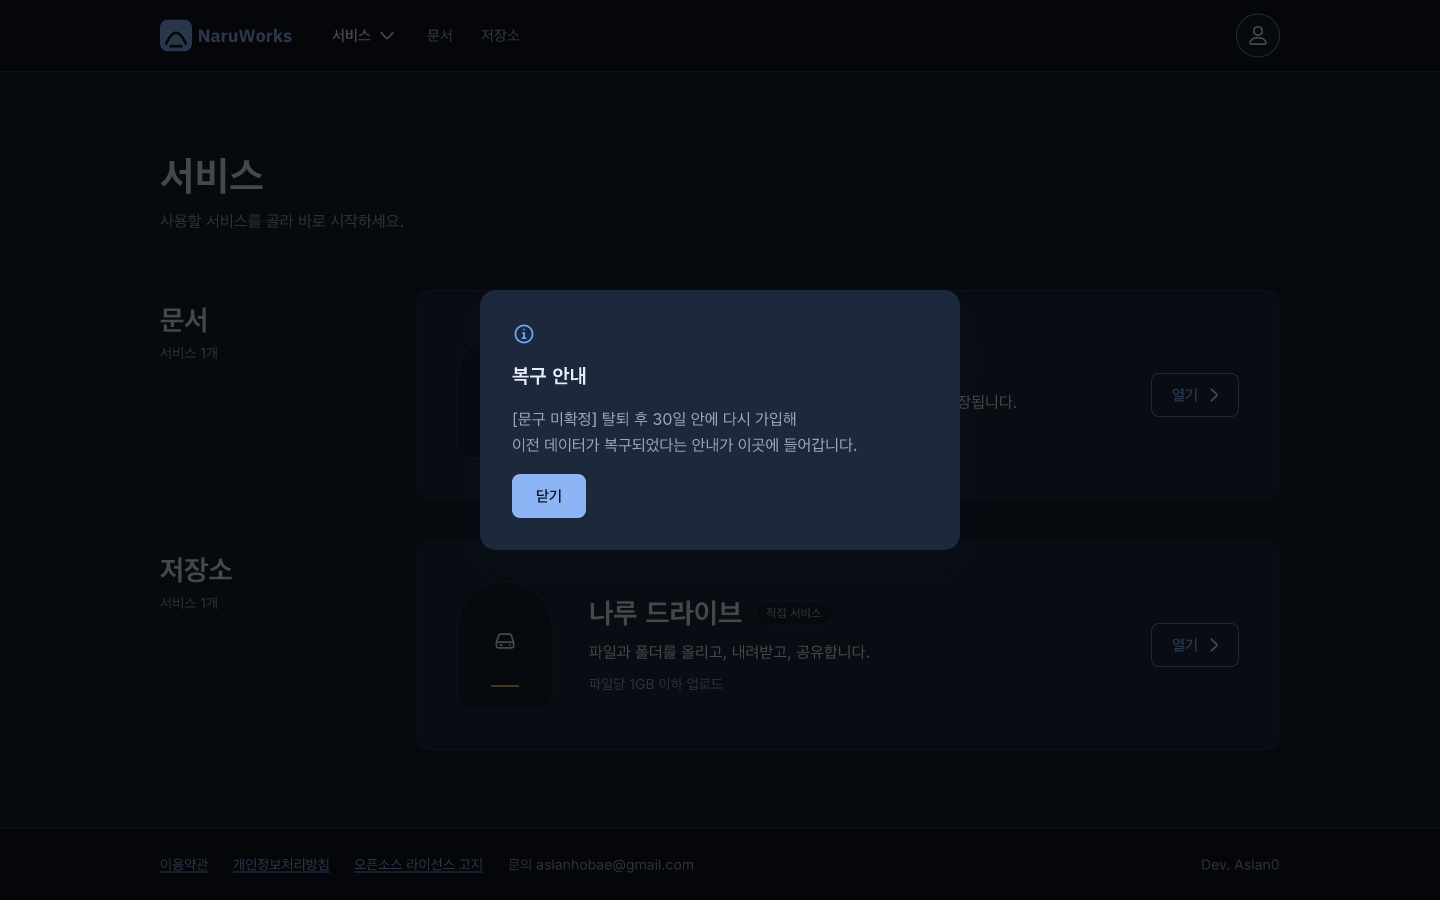 NaruWorks
서비스
문서
저장소
서비스
사용할 서비스를 골라 바로 시작하세요.
문서
서비스 1개
장됩니다.
열기
복구 안내
[문구 미확정] 탈퇴 후 30일 안에 다시 가입해
이전 데이터가 복구되었다는 안내가 이곳에 들어갑니다.
닫기
저장소
서비스 1개
나루 드라이브
직접 서비스
파일과 폴더를 올리고, 내려받고, 공유합니다.
파일당 1GB 이하 업로드
열기
이용약관
개인정보처리방침
오픈소스 라이선스 고지
문의 aslanhobae@gmail.com
Dev. Aslan0